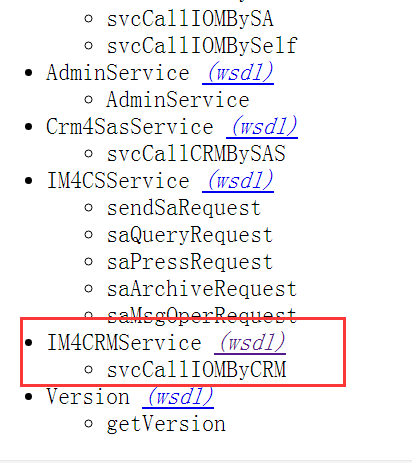 svcCallIOMBySA
svcCallIOMBySelf
AdminService (wsdl)
AdminService
Crm4SasService (wsdl)
svcCallCRMBySAS
IM4CSService (wsdl)
sendSaRequest
saQueryRequest
saPressRequest
saArchiveRequest
saMsgOperRequest
IM4CRMService (wsdl)
svcCallIOMByCRM
Version (wsdl)
getVersion